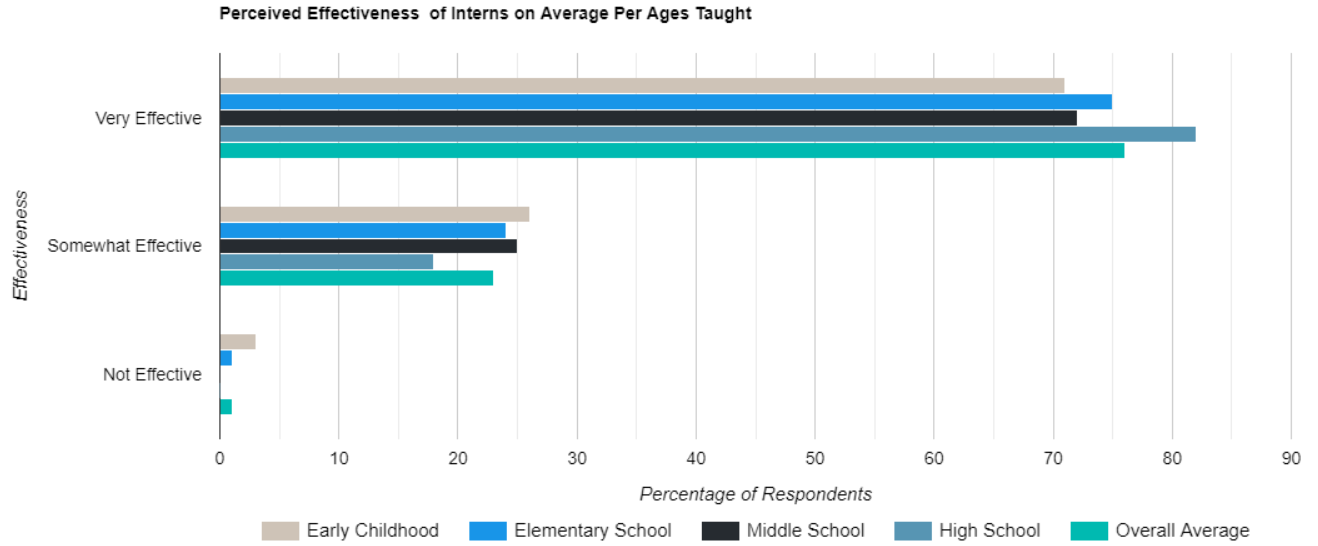 Perceived Effectiveness  of Interns on Average Per Ages Taught
Effectiveness
Very Effective
Somewhat Effective
Not Effective
0 10 20 30 40 50 60 70 80 90
Percentage of Respondents
Early Childhood Elementary School Middle School High School Overall Average